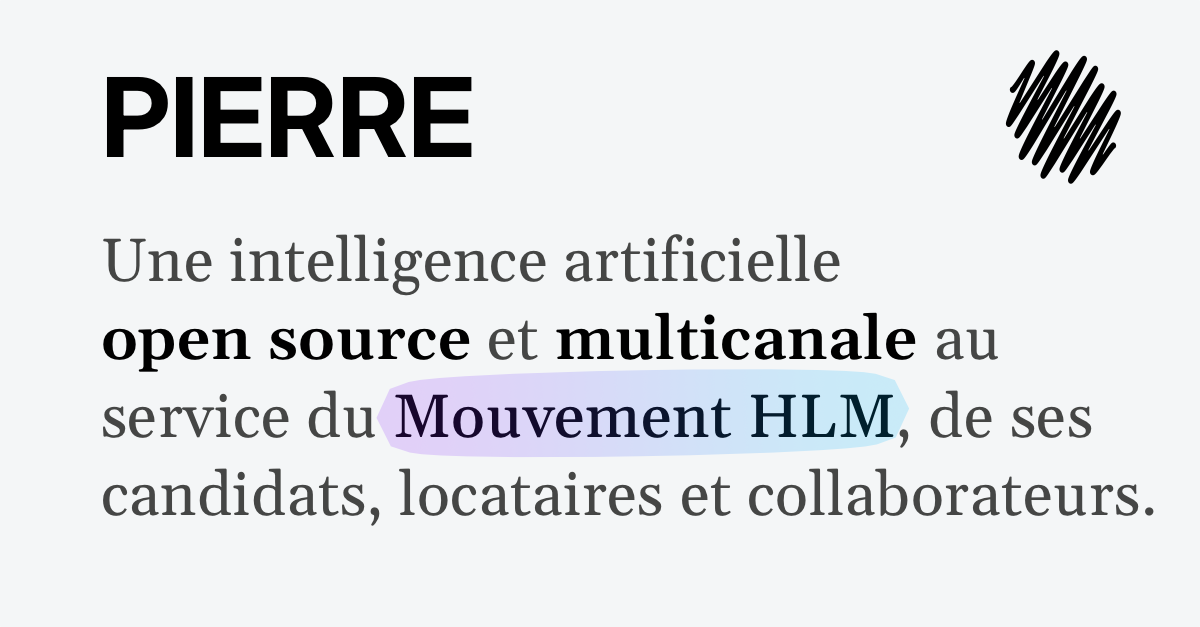 PIERRE
Une intelligence artificielle
open source et multicanale au
service du Mouvement HLM, de ses
candidats, locataires et collaborateurs.